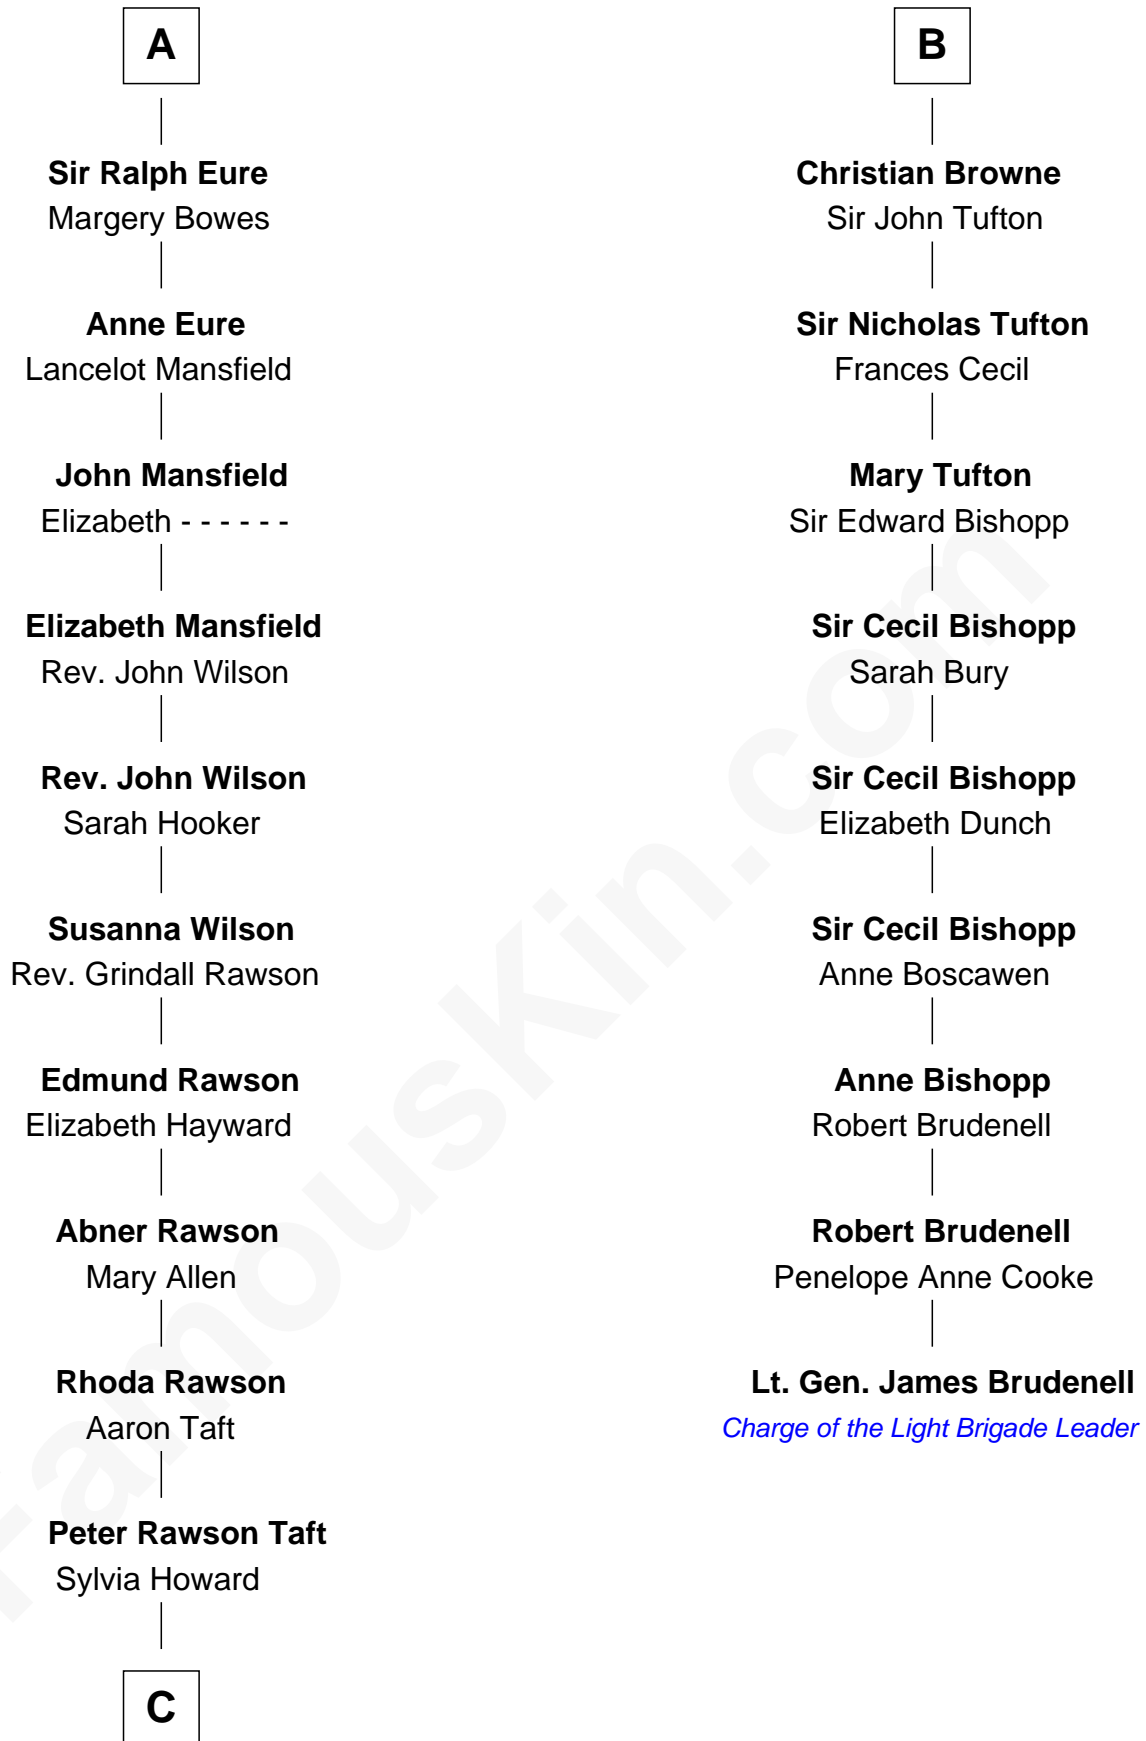 A
Sir Ralph Eure
Margery Bowes
Anne Eure
Lancelot Mansfield
John Mansfield
Elizabeth - - - - - -
Elizabeth Mansfield
Rev. John Wilson
Rev. John Wilson
Sarah Hooker
Susanna Wilson
Rev. Grindall Rawson
Edmund Rawson
Elizabeth Hayward
Abner Rawson
Mary Allen
Rhoda Rawson
Aaron Taft
Peter Rawson Taft
Sylvia Howard
C
B
Christian Browne
Sir John Tufton
Sir Nicholas Tufton
Frances Cecil
Mary Tufton
Sir Edward Bishopp
Sir Cecil Bishopp
Sarah Bury
Sir Cecil Bishopp
Elizabeth Dunch
Sir Cecil Bishopp
Anne Boscawen
Anne Bishopp
Robert Brudenell
Robert Brudenell
Penelope Anne Cooke
Lt. Gen. James Brudenell
Charge of the Light Brigade Leader
FamousKin.com